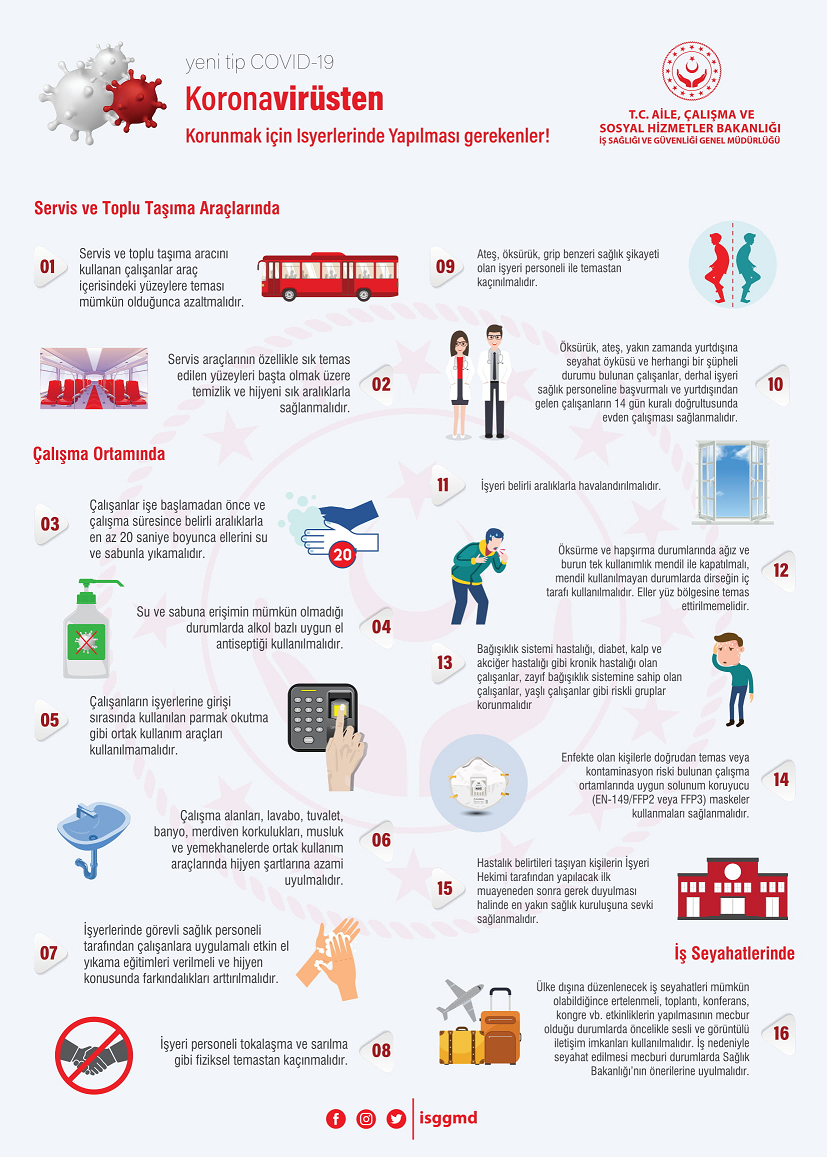 yeni tip COVID-19
Koronavirüsten
Korunmak için Isyerlerinde Yapılması gerekenler!
T.C. AİLE, ÇALIŞMA VE
SOSYAL HİZMETLER BAKANLIĞI
İŞ SAĞLIĞI VE GÜVENLİĞİ GENEL MÜDÜRLÜĞÜ
Servis ve Toplu Taşıma Araçlarında
01
Servis ve toplu taşıma aracını
kullanan çalışanlar araç
içerisindeki yüzeylere teması
mümkün olduğunca azaltmalıdır.
Servis araçlarının özellikle sık temas
edilen yüzeyleri başta olmak üzere
temizlik ve hijyeni sık aralıklarla
sağlanmalıdır.
02
Çalışma Ortamında
03
Çalışanlar işe başlamadan önce ve
çalışma süresince belirli aralıklarla
en az 20 saniye boyunca ellerini su
ve sabunla yıkamalıdır.
20
Su ve sabuna erişimin mümkün olmadığı
durumlarda alkol bazlı uygun el
antiseptiği kullanılmalıdır.
04
05
Çalışanların işyerlerine girişi
sırasında kullanılan parmak okutma
gibi ortak kullanım araçları
kullanılmamalıdır.
Çalışma alanları, lavabo, tuvalet,
banyo, merdiven korkulukları, musluk
ve yemekhanelerde ortak kullanım
araçlarında hijyen şartlarına azami
uyulmalıdır.
06
07
İşyerlerinde görevli sağlık personeli
tarafından çalışanlara uygulamalı etkin el
yıkama eğitimleri verilmeli ve hijyen
konusunda farkındalıkları arttırılmalıdır.
İşyeri personeli tokalaşma ve sarılma
gibi fiziksel temastan kaçınmalıdır.
08
09
Ateş, öksürük, grip benzeri sağlık şikayeti
olan işyeri personeli ile temastan
kaçınılmalıdır.
Öksürük, ateş, yakın zamanda yurtdışına
seyahat öyküsü ve herhangi bir şüpheli
durumu bulunan çalışanlar, derhal işyeri
sağlık personeline başvurmalı ve yurtdışından
gelen çalışanların 14 gün kuralı doğrultusunda
evden çalışması sağlanmalıdır.
10
11
İşyeri belirli aralıklarla havalandırılmalıdır.
Öksürme ve hapşırma durumlarında ağız ve
burun tek kullanımlık mendil ile kapatılmalı,
mendil kullanılmayan durumlarda dirseğin iç
tarafı kullanılmalıdır. Eller yüz bölgesine temas
ettirilmemelidir.
12
13
Bağışıklık sistemi hastalığı, diabet, kalp ve
akciğer hastalığı gibi kronik hastalığı olan
çalışanlar, zayıf bağışıklık sistemine sahip olan
çalışanlar, yaşlı çalışanlar gibi riskli gruplar
korunmalıdır
Enfekte olan kişilerle doğrudan temas veya
kontaminasyon riski bulunan çalışma
ortamlarında uygun solunum koruyucu
(EN-149/FFP2 veya FFP3) maskeler
kullanmaları sağlanmalıdır.
14
15
Hastalık belirtileri taşıyan kişilerin İşyeri
Hekimi tarafından yapılacak ilk
muayeneden sonra gerek duyulması
halinde en yakın sağlık kuruluşuna sevki
sağlanmalıdır.
İş Seyahatlerinde
Ülke dışına düzenlenecek iş seyahatleri mümkün
olabildiğince ertelenmeli, toplantı, konferans,
kongre vb. etkinliklerin yapılmasının mecbur
olduğu durumlarda öncelikle sesli ve görüntülü
iletişim imkanları kullanılmalıdır. İş nedeniyle
seyahat edilmesi mecburi durumlarda Sağlık
Bakanlığı'nın önerilerine uyulmalıdır.
16
isggmd